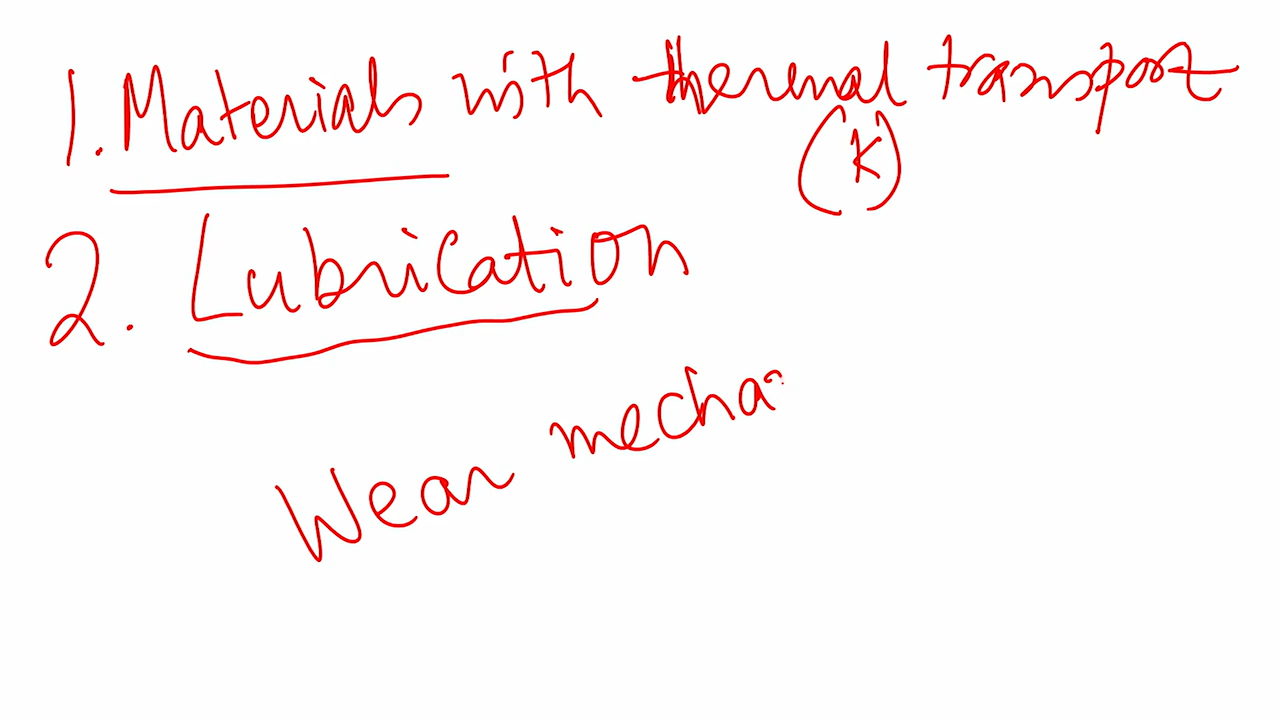 1. Materials with thermal transport
(K)
2. Lubrication
Wear mecha